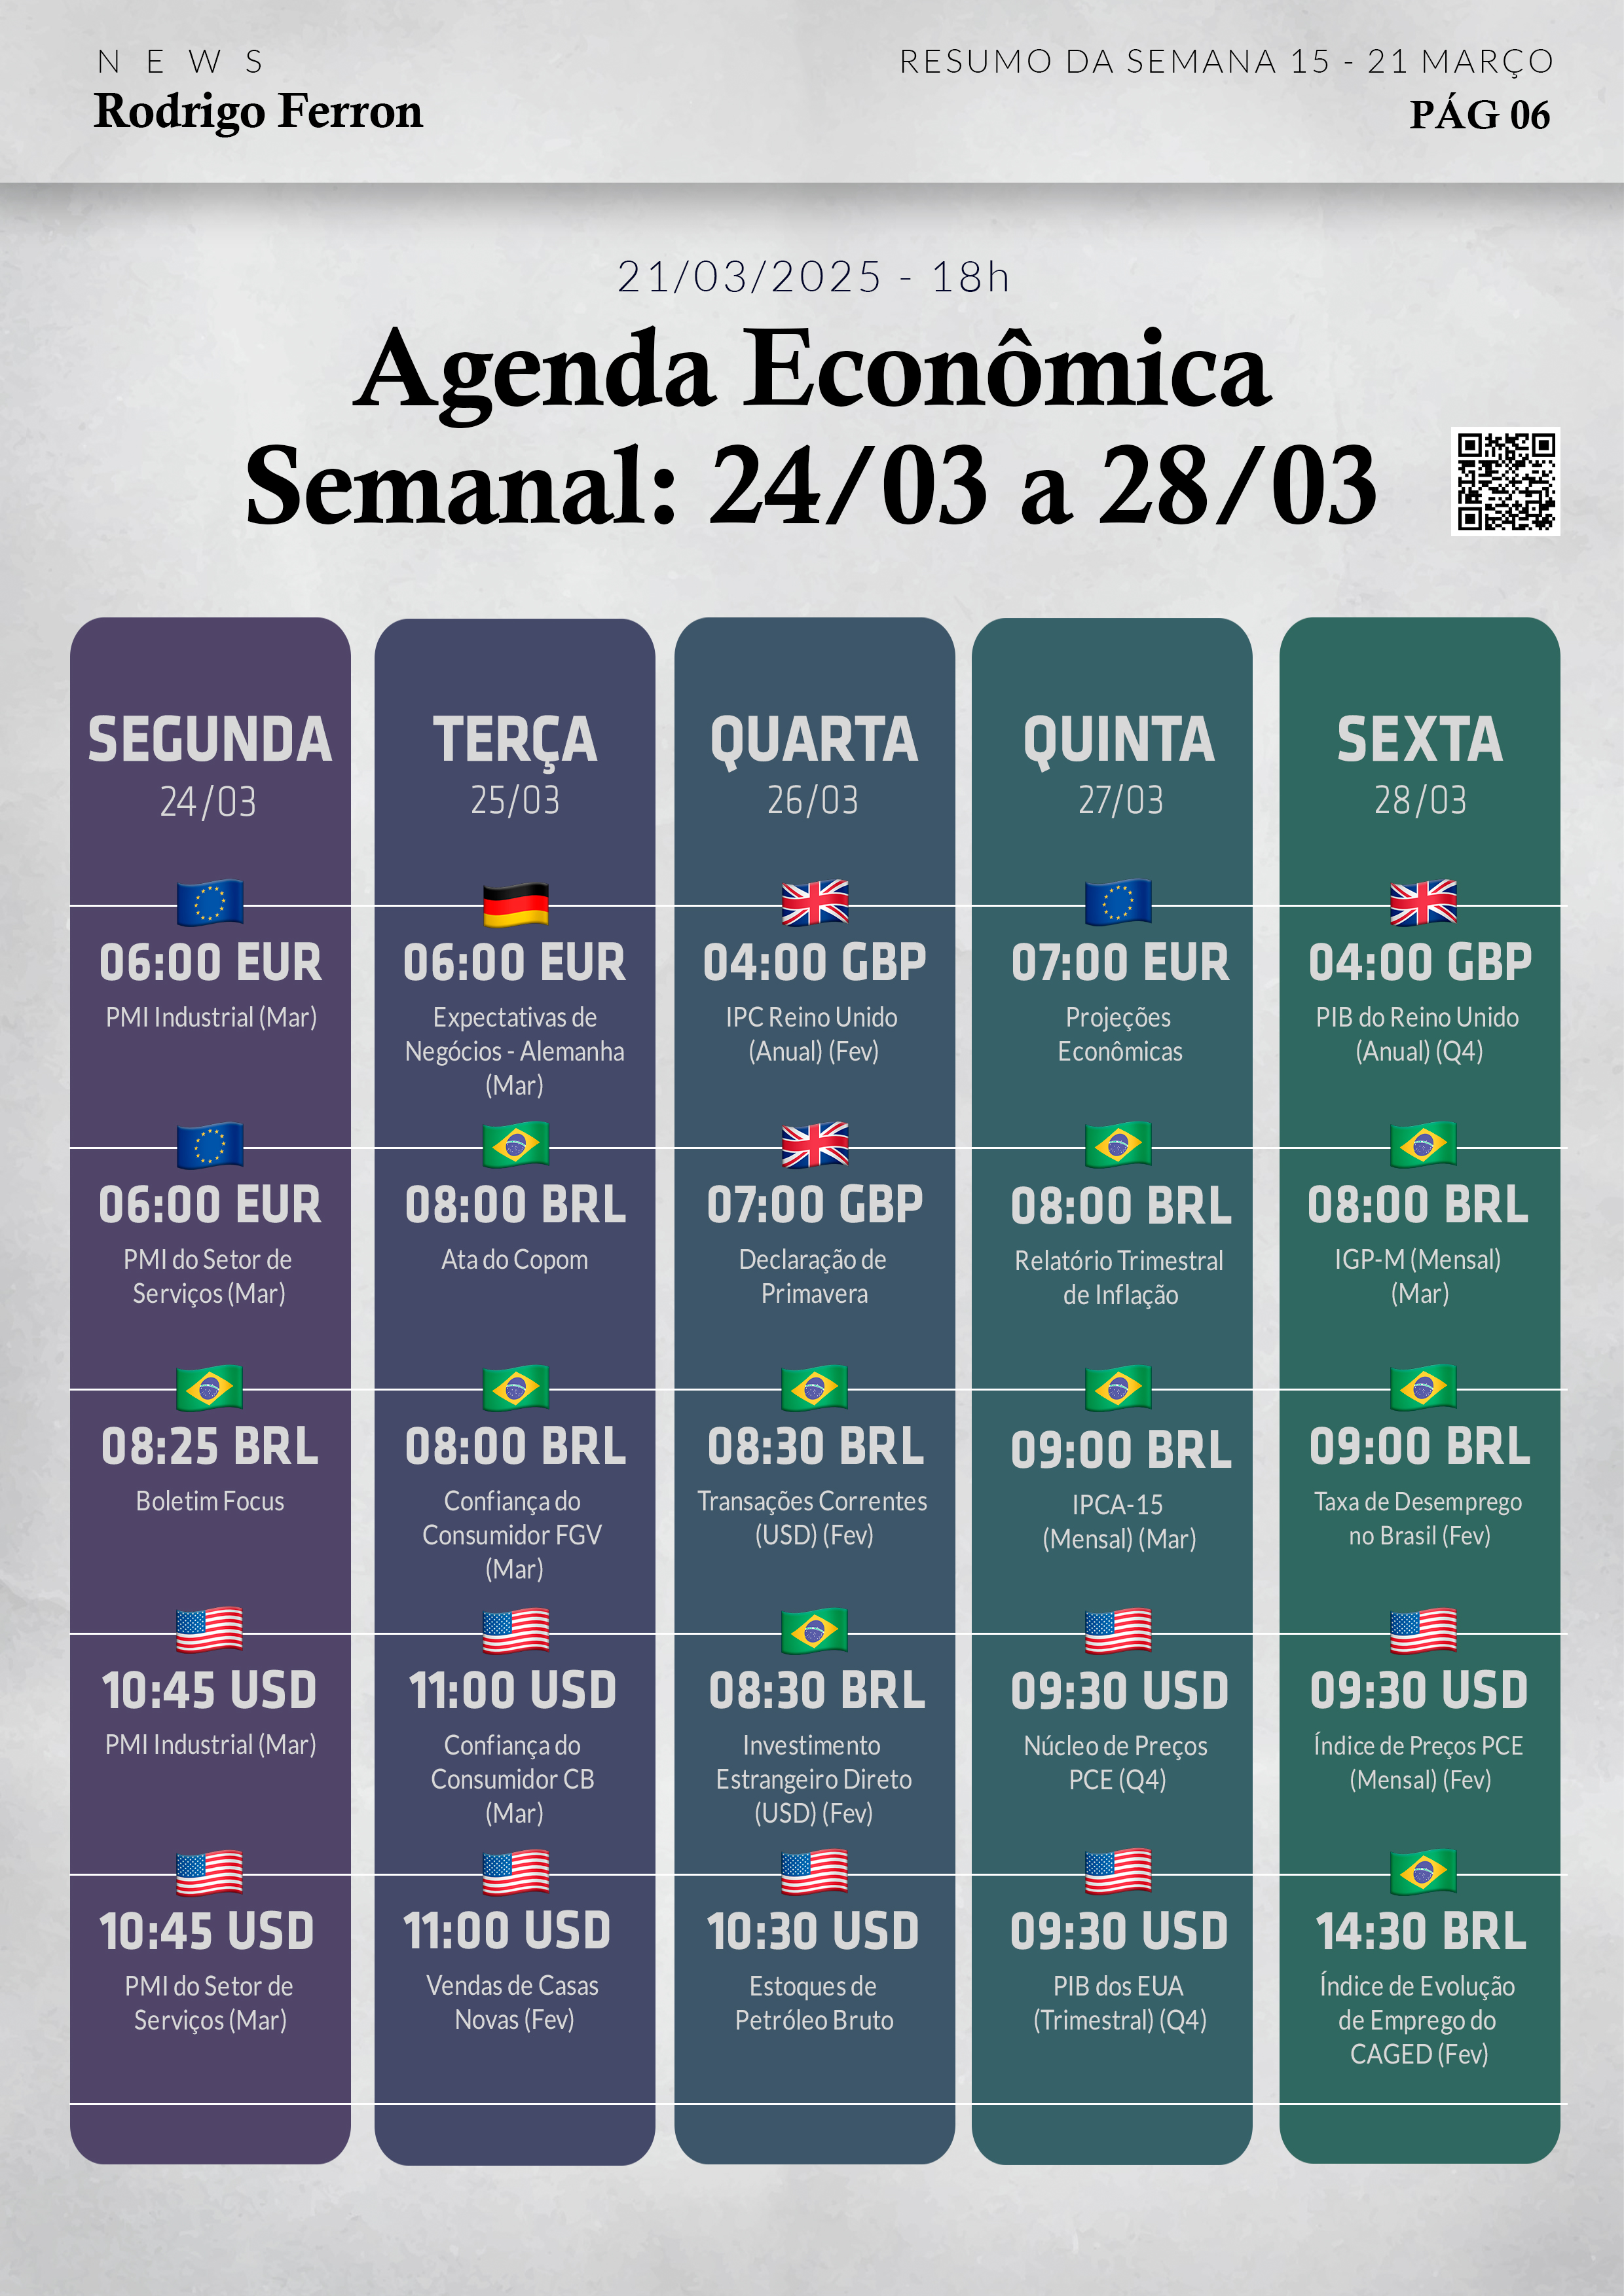 NEWS
Rodrigo Ferron
RESUMO DA SEMANA 15 - 21 MARÇO
PÁG 06
21/03/2025 - 18h
Agenda Econômica
Semanal: 24/03 a 28/03
SEGUNDA
24/03
06:00 EUR
PMI Industrial (Mar)
06:00 EUR
PMI do Setor de
Serviços (Mar)
08:25 BRL
Boletim Focus
10:45 USD
PMI Industrial (Mar)
10:45 USD
PMI do Setor de
Serviços (Mar)
TERÇA
25/03
06:00 EUR
Expectativas de
Negócios - Alemanha
(Mar)
08:00 BRL
Ata do Copom
08:00 BRL
Confiança do
Consumidor FGV
(Mar)
11:00 USD
Confiança do
Consumidor CB
(Mar)
11:00 USD
Vendas de Casas
Novas (Fev)
QUARTA
26/03
04:00 GBP
IPC Reino Unido
(Anual) (Fev)
07:00 GBP
Declaração de
Primavera
08:30 BRL
Transações Correntes
(USD) (Fev)
08:30 BRL
Investimento
Estrangeiro Direto
(USD) (Fev)
10:30 USD
Estoques de
Petróleo Bruto
QUINTA
27/03
07:00 EUR
Projeções
Econômicas
08:00 BRL
Relatório Trimestral
de Inflação
09:00 BRL
IPCA-15
(Mensal) (Mar)
09:30 USD
Núcleo de Preços
PCE (Q4)
09:30 USD
PIB dos EUA
(Trimestral) (Q4)
SEXTA
28/03
04:00 GBP
PIB do Reino Unido
(Anual) (Q4)
08:00 BRL
IGP-M (Mensal)
(Mar)
09:00 BRL
Taxa de Desemprego
no Brasil (Fev)
09:30 USD
Índice de Preços PCE
(Mensal) (Fev)
14:30 BRL
Índice de Evolução
de Emprego do
CAGED (Fev)